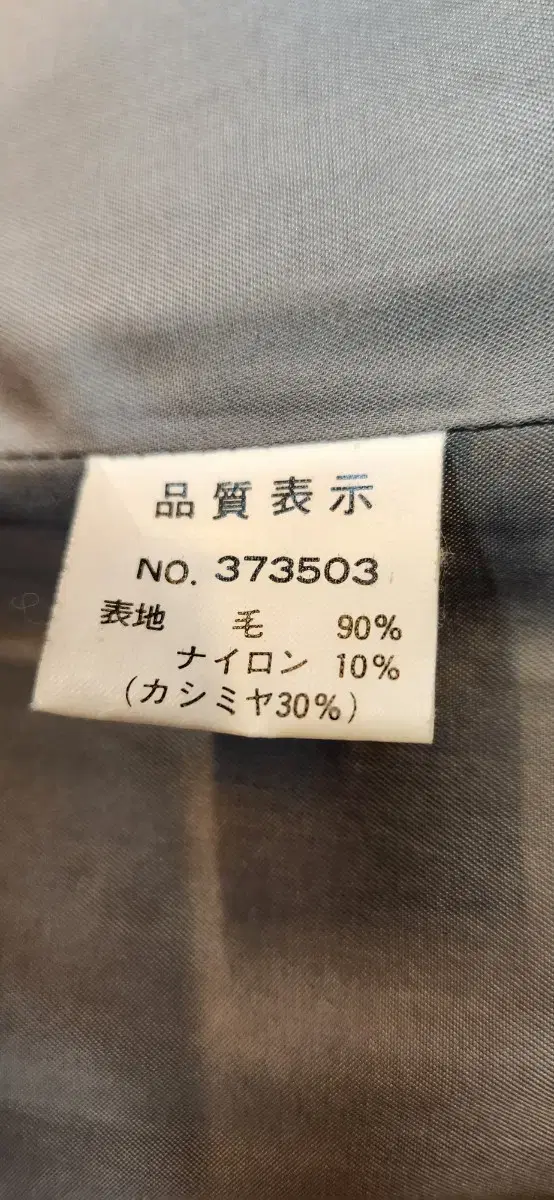 品質表示
NO. 373503
表地 毛 90%
ナイロン 10%
(カシミヤ30%)